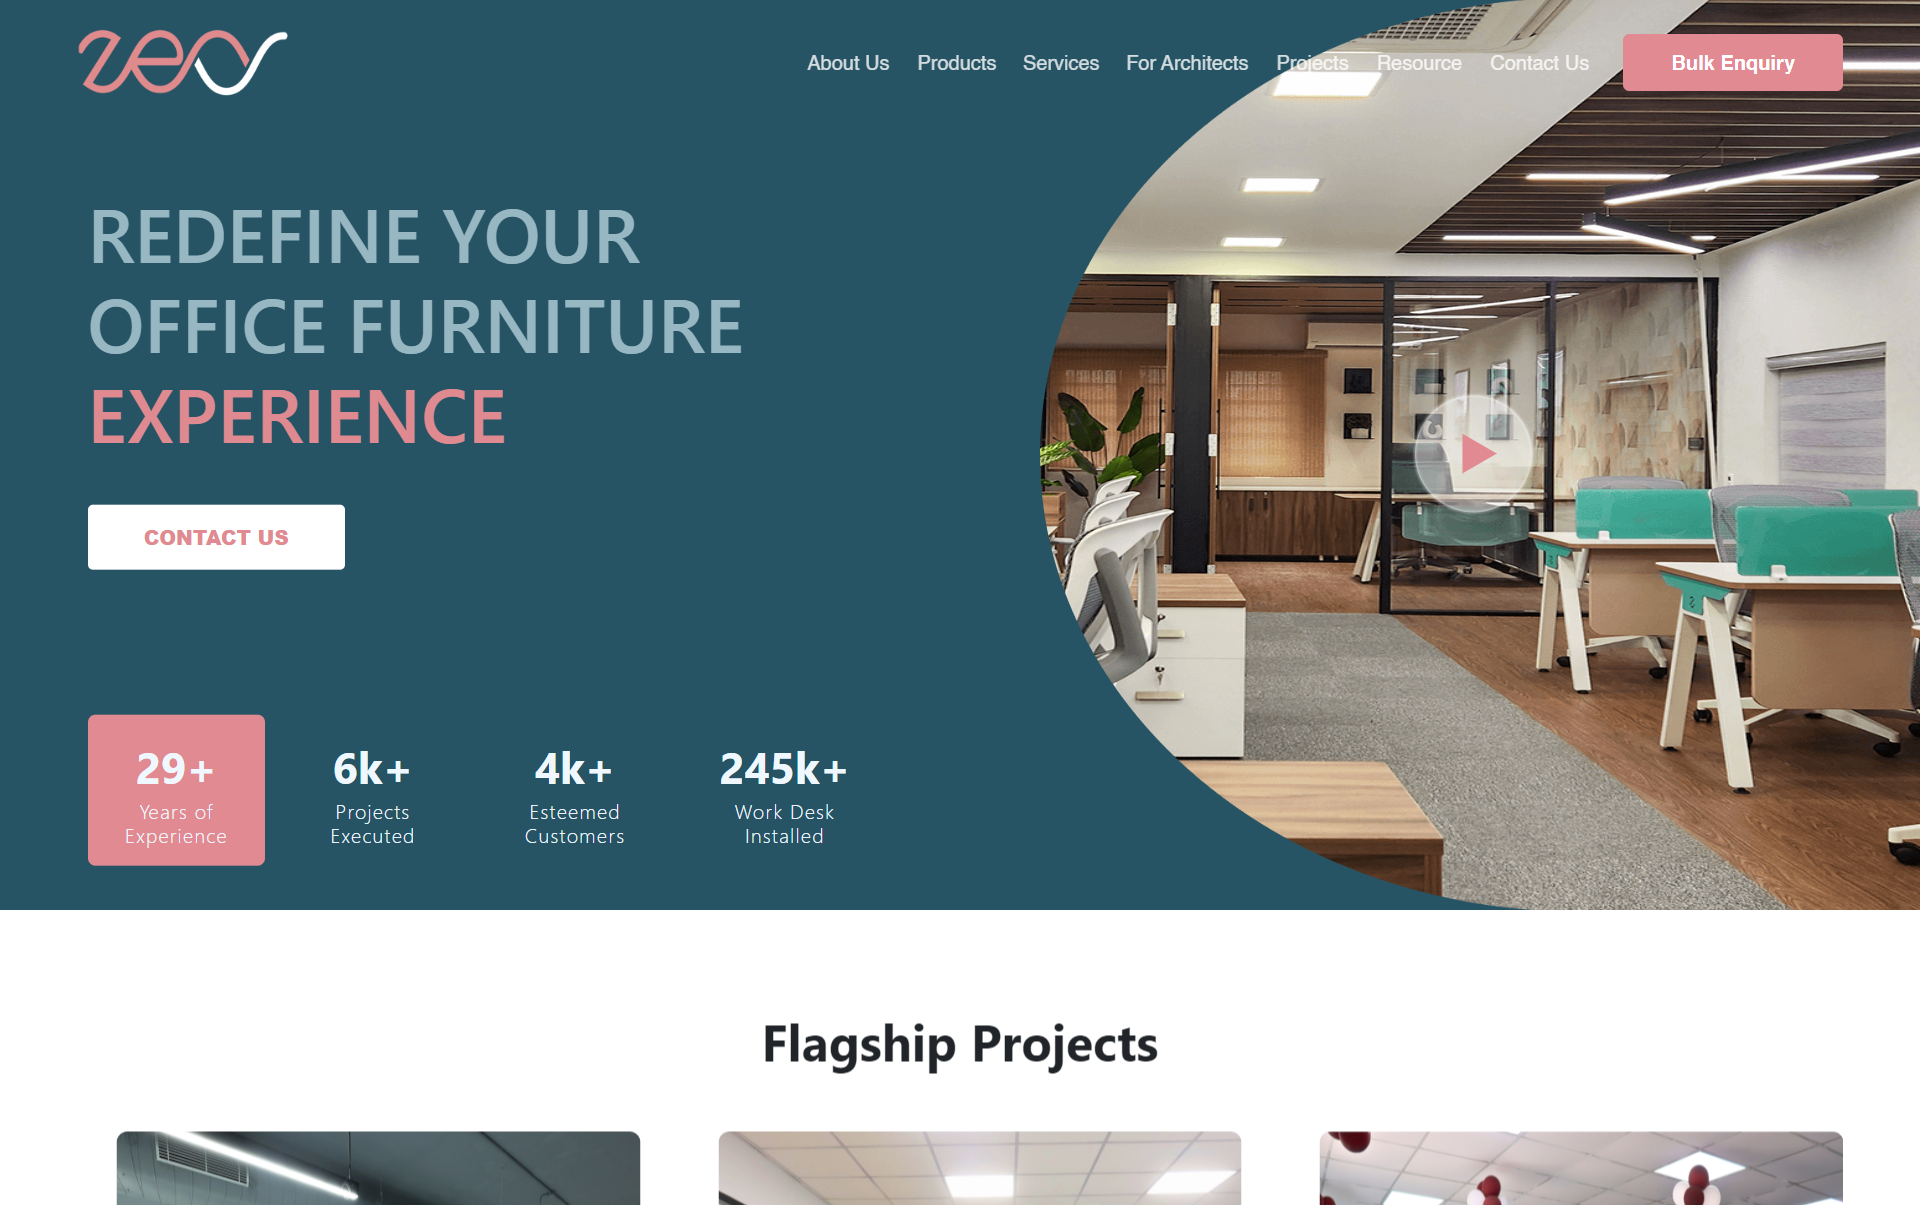 zeos
About Us
Products
Services
For Architects
Projects
Resource
Contact Us
Bulk Enquiry
REDEFINE YOUR
OFFICE FURNITURE
EXPERIENCE
CONTACT US
29+
Years of
Experience
6k+
Projects
Executed
4k+
Esteemed
Customers
245k+
Work Desk
Installed
Flagship Projects